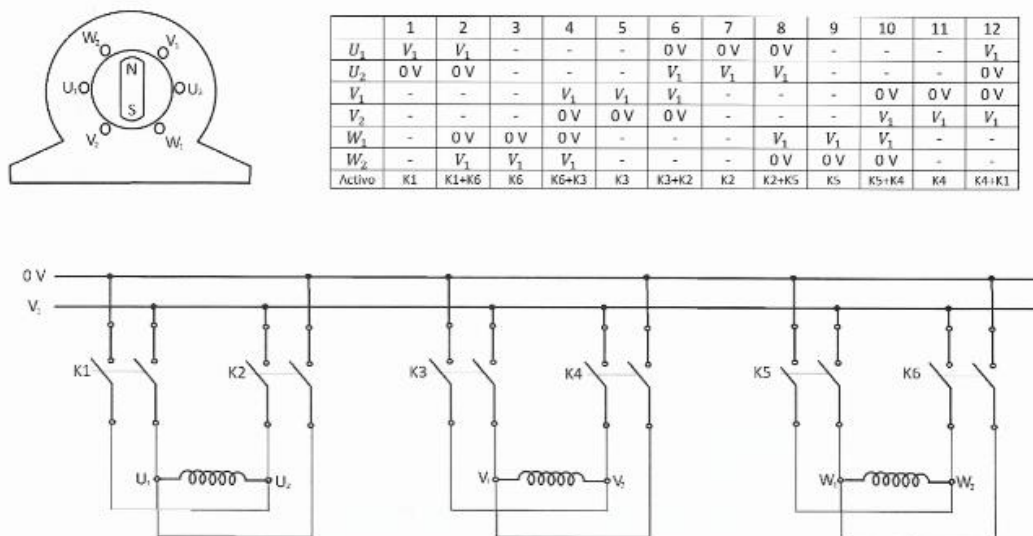 W₂ V₁
N
U₁ U₂
S
V₂ W₁
1 2 3 4 5 6 7 8 9 10 11 12
U₁ V₁ V₁ - - - 0 V 0 V 0 V - - - V₁
U₂ 0 V 0 V - - - V₁ V₁ V₁ - - - 0 V
V₁ - - - V₁ V₁ V₁ - - - 0 V 0 V 0 V
V₂ - - - 0 V 0 V 0 V - - - V₁ V₁ V₁
W₁ - 0 V 0 V 0 V - - - V₁ V₁ V₁ - -
W₂ - V₁ V₁ V₁ - - - 0 V 0 V 0 V - -
Activo K1 K1+K6 K6 K6+K3 K3 K3+K2 K2 K2+K5 K5 K5+K4 K4 K4+K1
0 V
V₁
K1 K2 K3 K4 K5 K6
U₁ U₂ V₁ V₂ W₁ W₂